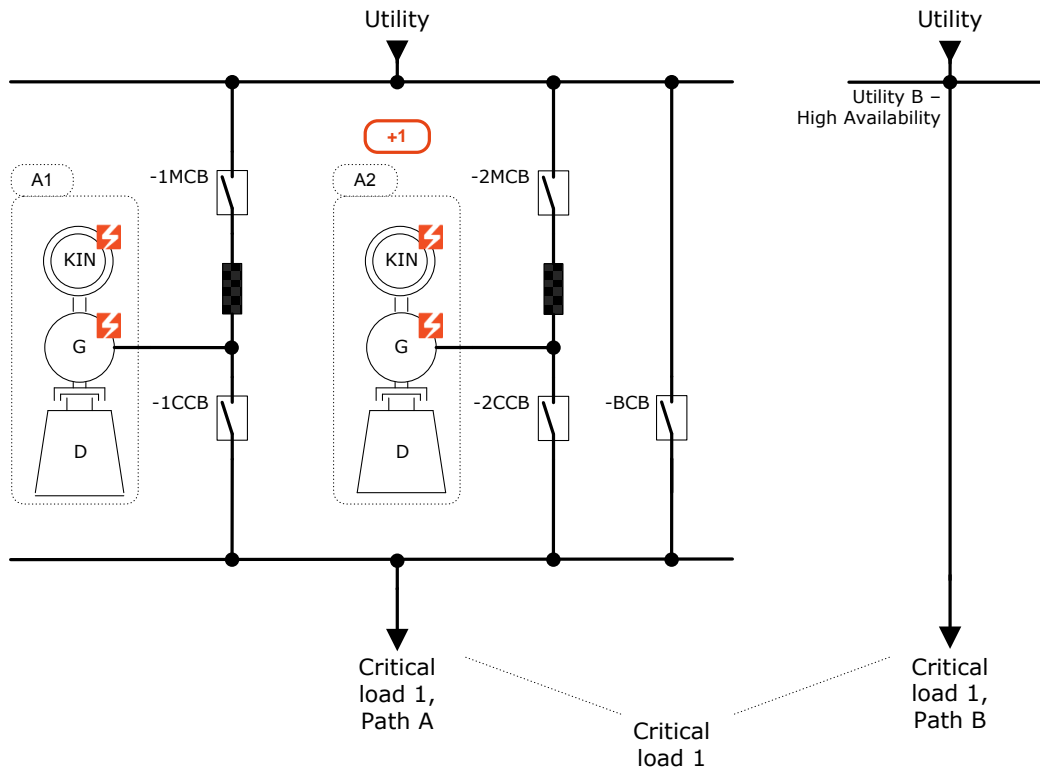 Utility
Utility
Utility B –
High Availability
+1
A1
-1MCB
A2
-2MCB
KIN
KIN
G
G
-1CCB
-2CCB
-BCB
D
D
Critical
load 1,
Path A
Critical
load 1,
Path B
Critical
load 1